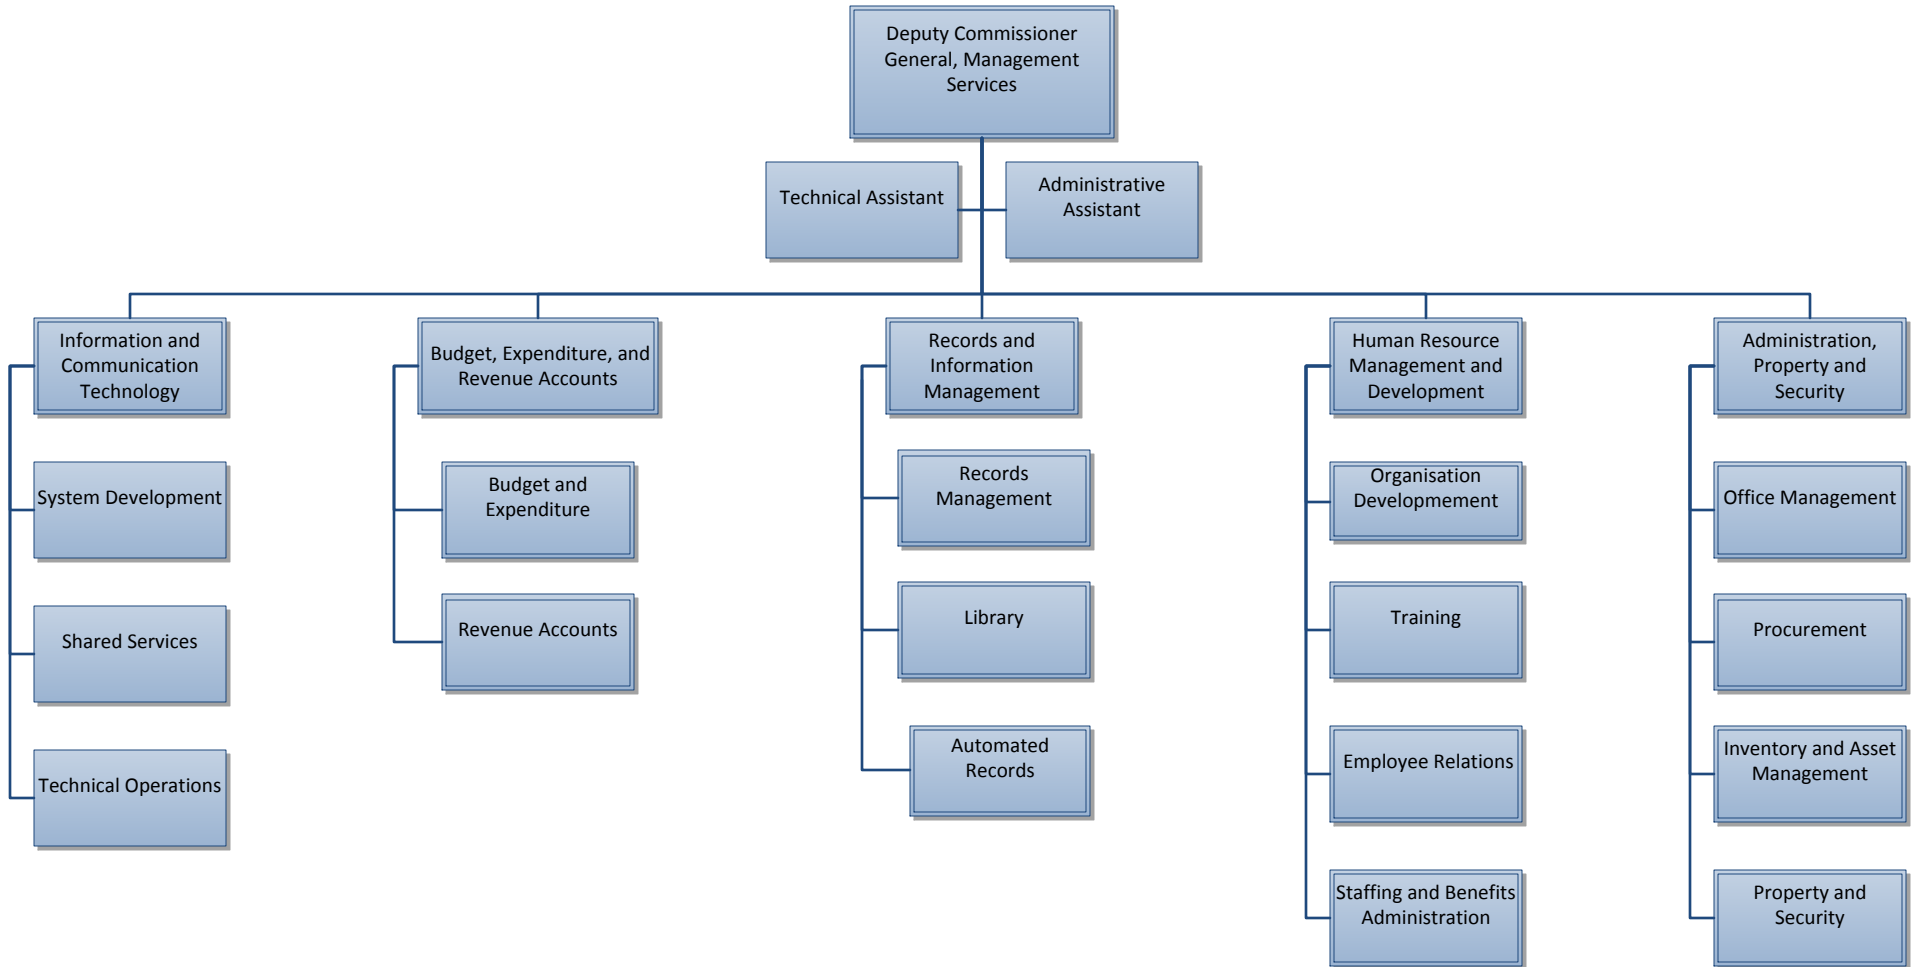 Deputy Commissioner
General, Management
Services
Technical Assistant
Administrative
Assistant
Information and
Communication
Technology
Budget, Expenditure, and
Revenue Accounts
Records and
Information
Management
Human Resource
Management and
Development
Administration,
Property and
Security
System Development
Shared Services
Technical Operations
Budget and
Expenditure
Revenue Accounts
Records
Management
Library
Automated
Records
Organisation
Developmement
Training
Employee Relations
Staffing and Benefits
Administration
Office Management
Procurement
Inventory and Asset
Management
Property and
Security